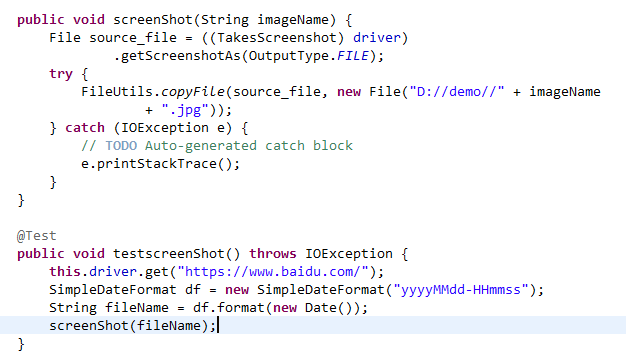 public void screenShot(String imageName) {
    File source_file = ((TakesScreenshot) driver)
            .getScreenshotAs(OutputType.FILE);
    try {
        FileUtils.copyFile(source_file, new File("D://demo//" + imageName
                + ".jpg"));
    } catch (IOException e) {
        // TODO Auto-generated catch block
        e.printStackTrace();
    }
}

@Test
public void testscreenShot() throws IOException {
    this.driver.get("https://www.baidu.com/");
    SimpleDateFormat df = new SimpleDateFormat("yyyyMMdd-HHmmss");
    String fileName = df.format(new Date());
    screenShot(fileName);
}